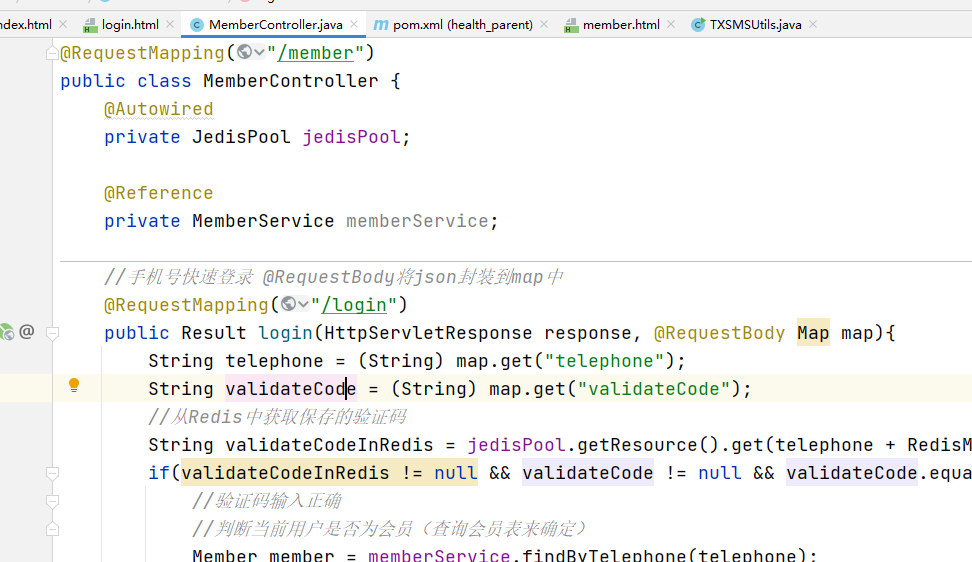 ndex.html login.html MemberController.java pom.xml (health_parent) member.html TXSMSUtils.java
@RequestMapping("/member")
public class MemberController {
@Autowired
private JedisPool jedisPool;
@Reference
private MemberService memberService;
//手机号快速登录 @RequestBody将json封装到map中
@RequestMapping("/login")
public Result login(HttpServletResponse response, @RequestBody Map map){
String telephone = (String) map.get("telephone");
String validateCode = (String) map.get("validateCode");
//从Redis中获取保存的验证码
String validateCodeInRedis = jedisPool.getResource().get(telephone + RedisM
if(validateCodeInRedis != null && validateCode != null && validateCode.equa
//验证码输入正确
//判断当前用户是否为会员（查询会员表来确定）
Member member = memberService.findByTelephone(telephone);